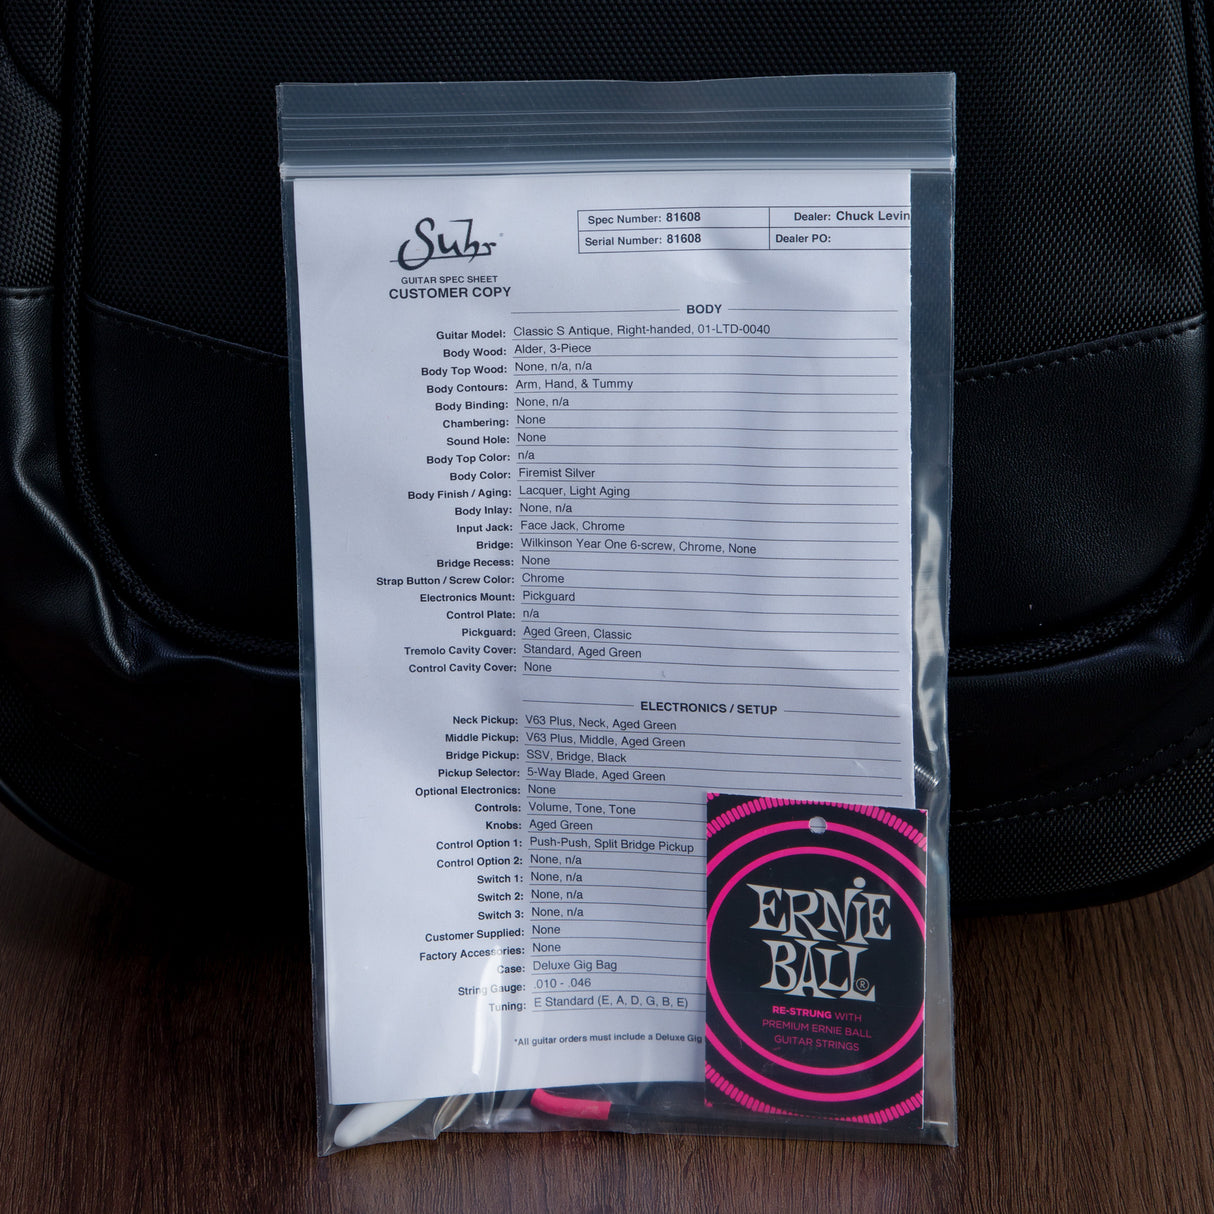 Suhr
GUITAR SPEC SHEET
CUSTOMER COPY
Spec Number: 81608 Dealer: Chuck Levin
Serial Number: 81608 Dealer PO:
BODY
Guitar Model: Classic S Antique, Right-handed, 01-LTD-0040
Body Wood: Alder, 3-Piece
Body Top Wood: None, n/a, n/a
Body Contours: Arm, Hand, & Tummy
Body Binding: None, n/a
Chambering: None
Sound Hole: None
Body Top Color: n/a
Body Color: Firemist Silver
Body Finish / Aging: Lacquer, Light Aging
Body Inlay: None, n/a
Input Jack: Face Jack, Chrome
Bridge: Wilkinson Year One 6-screw, Chrome, None
Bridge Recess: None
Strap Button / Screw Color: Chrome
Electronics Mount: Pickguard
Control Plate: n/a
Pickguard: Aged Green, Classic
Tremolo Cavity Cover: Standard, Aged Green
Control Cavity Cover: None
ELECTRONICS / SETUP
Neck Pickup: V63 Plus, Neck, Aged Green
Middle Pickup: V63 Plus, Middle, Aged Green
Bridge Pickup: SSV, Bridge, Black
Pickup Selector: 5-Way Blade, Aged Green
Optional Electronics: None
Controls: Volume, Tone, Tone
Knobs: Aged Green
Control Option 1: Push-Push, Split Bridge Pickup
Control Option 2: None, n/a
Switch 1: None, n/a
Switch 2: None, n/a
Switch 3: None, n/a
Customer Supplied: None
Factory Accessories: None
Case: Deluxe Gig Bag
String Gauge: .010 - .046
Tuning: E Standard (E, A, D, G, B, E)
*All guitar orders must include a Deluxe Gig
ERNIE
BALL®
RE-STRUNG WITH
PREMIUM ERNIE BALL
GUITAR STRINGS